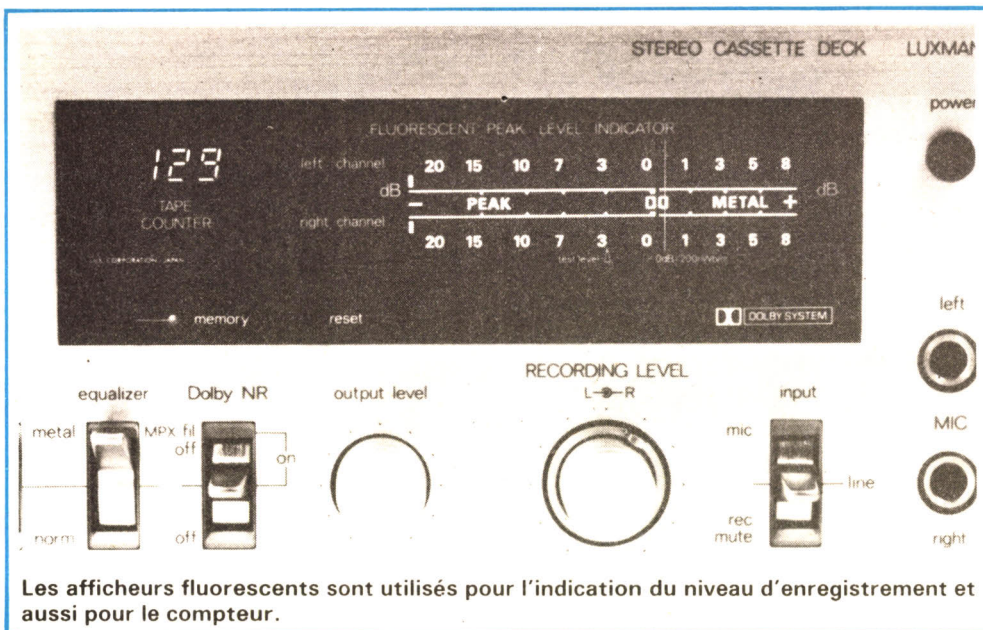 STEREO CASSETTE DECK LUXMAN
power
FLUORESCENT PEAK LEVEL INDICATOR
129
left channel 20 15 10 7 3 0 1 3 5 8
dB dB
− PEAK METAL +
TAPE
COUNTER
right channel 20 15 10 7 3 0 1 3 5 8
test level
CORPORATION JAPAN
memory reset DOLBY SYSTEM
left
RECORDING LEVEL
equalizer Dolby NR output level L R input
metal MPX fil mic MIC
off
on
line
norm off rec
mute right
Les afficheurs fluorescents sont utilisés pour l'indication du niveau d'enregistrement et
aussi pour le compteur.